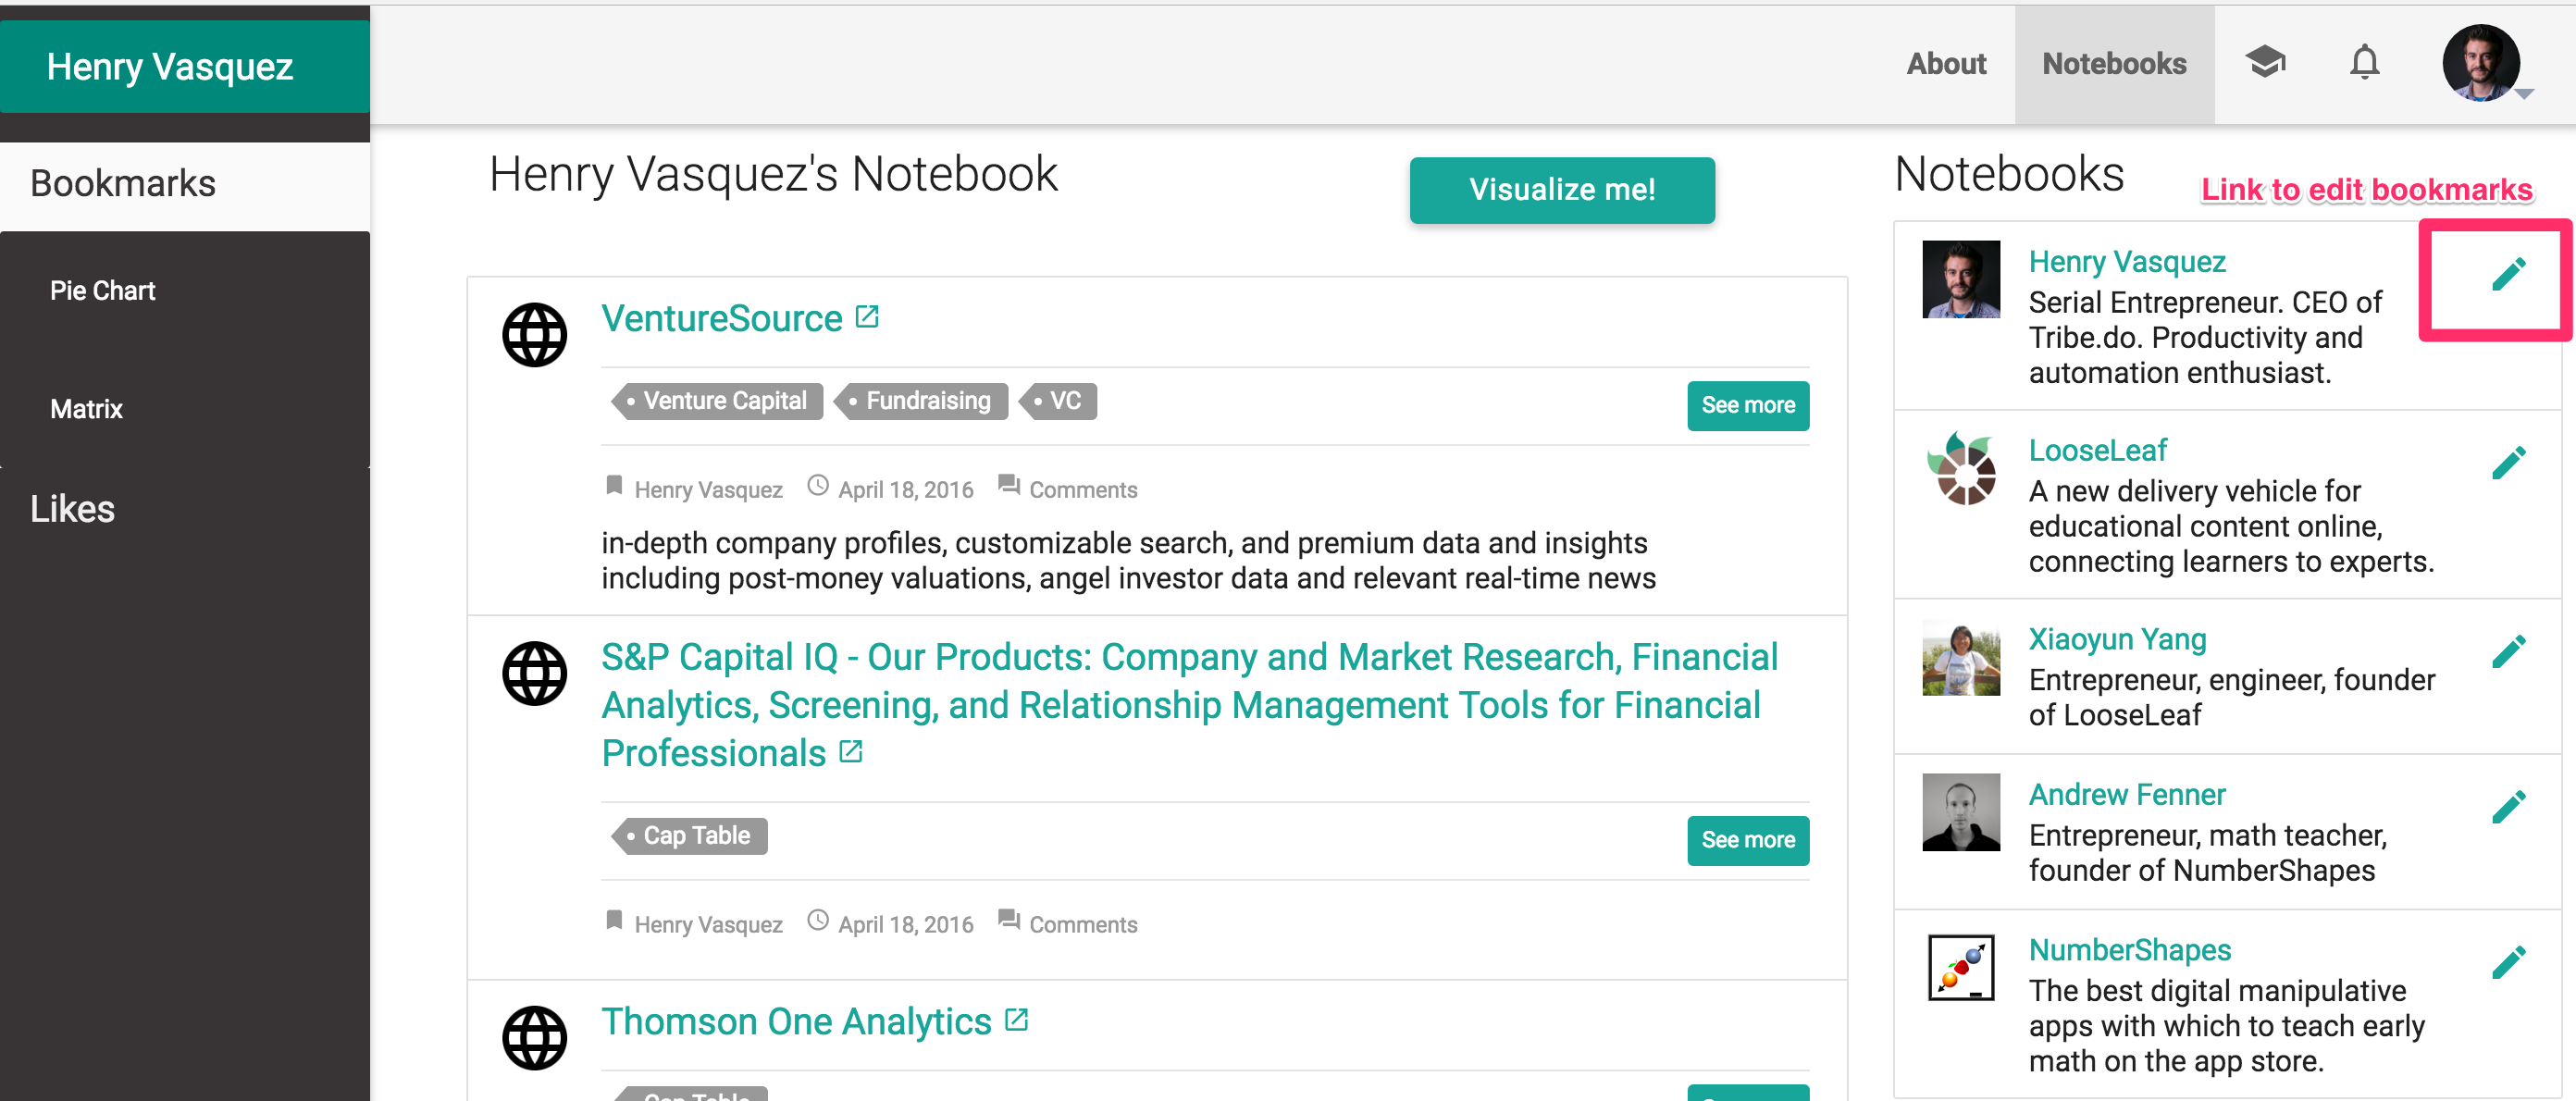 Henry Vasquez
About
Notebooks
Bookmarks
Pie Chart
Matrix
Likes
Henry Vasquez's Notebook
Visualize me!
VentureSource
Venture Capital
Fundraising
VC
See more
Henry Vasquez
April 18, 2016
Comments
in-depth company profiles, customizable search, and premium data and insights
including post-money valuations, angel investor data and relevant real-time news
S&P Capital IQ - Our Products: Company and Market Research, Financial
Analytics, Screening, and Relationship Management Tools for Financial
Professionals
Cap Table
See more
Henry Vasquez
April 18, 2016
Comments
Thomson One Analytics
Cap Table
Notebooks
Link to edit bookmarks
Henry Vasquez
Serial Entrepreneur. CEO of
Tribe.do. Productivity and
automation enthusiast.
LooseLeaf
A new delivery vehicle for
educational content online,
connecting learners to experts.
Xiaoyun Yang
Entrepreneur, engineer, founder
of LooseLeaf
Andrew Fenner
Entrepreneur, math teacher,
founder of NumberShapes
NumberShapes
The best digital manipulative
apps with which to teach early
math on the app store.